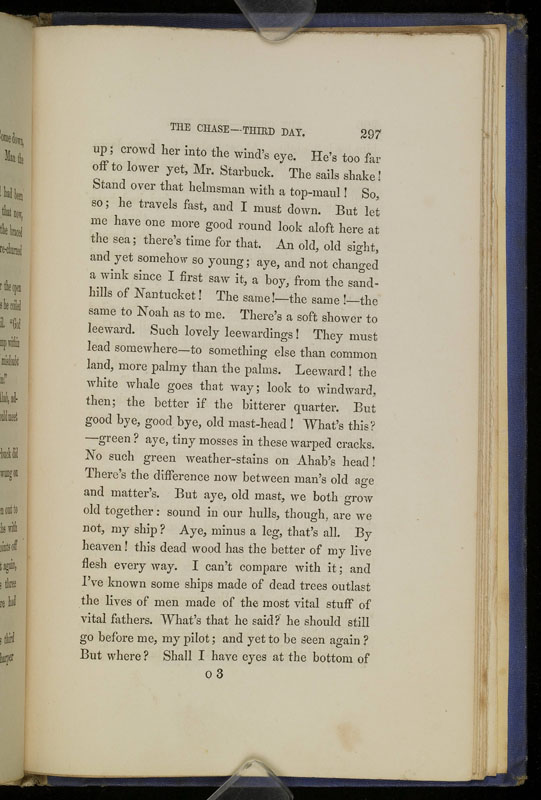 THE CHASE—THIRD DAY. 297
up; crowd her into the wind's eye. He's too far
off to lower yet, Mr. Starbuck. The sails shake!
Stand over that helmsman with a top-maul! So,
so; he travels fast, and I must down. But let
me have one more good round look aloft here at
the sea; there's time for that. An old, old sight,
and yet somehow so young; aye, and not changed
a wink since I first saw it, a boy, from the sand-
hills of Nantucket! The same!—the same!—the
same to Noah as to me. There's a soft shower to
leeward. Such lovely leewardings! They must
lead somewhere—to something else than common
land, more palmy than the palms. Leeward! the
white whale goes that way; look to windward,
then; the better if the bitterer quarter. But
good bye, good bye, old mast-head! What's this?
—green? aye, tiny mosses in these warped cracks.
No such green weather-stains on Ahab's head!
There's the difference now between man's old age
and matter's. But aye, old mast, we both grow
old together: sound in our hulls, though, are we
not, my ship? Aye, minus a leg, that's all. By
heaven! this dead wood has the better of my live
flesh every way. I can't compare with it; and
I've known some ships made of dead trees outlast
the lives of men made of the most vital stuff of
vital fathers. What's that he said? he should still
go before me, my pilot; and yet to be seen again?
But where? Shall I have eyes at the bottom of
o 3